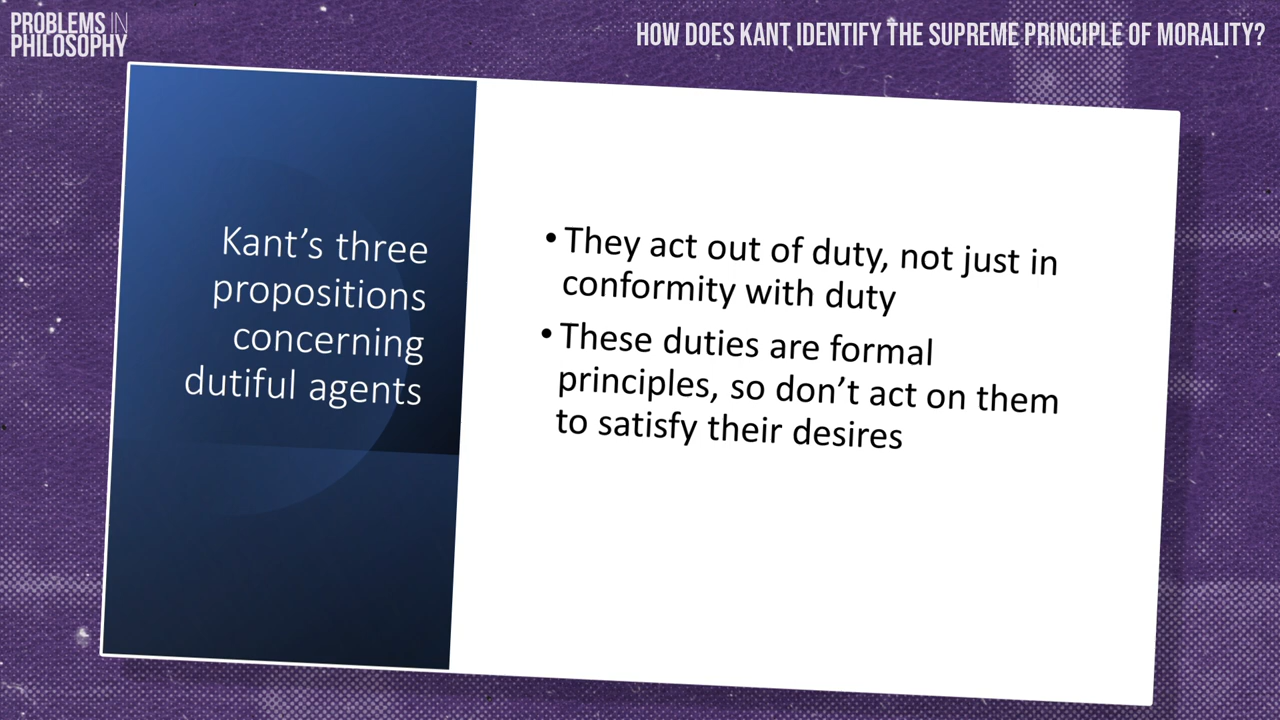 PROBLEMS IN
PHILOSOPHY
HOW DOES KANT IDENTIFY THE SUPREME PRINCIPLE OF MORALITY?
Kant’s three
propositions
concerning
dutiful agents
• They act out of duty, not just in
conformity with duty
• These duties are formal
principles, so don’t act on them
to satisfy their desires